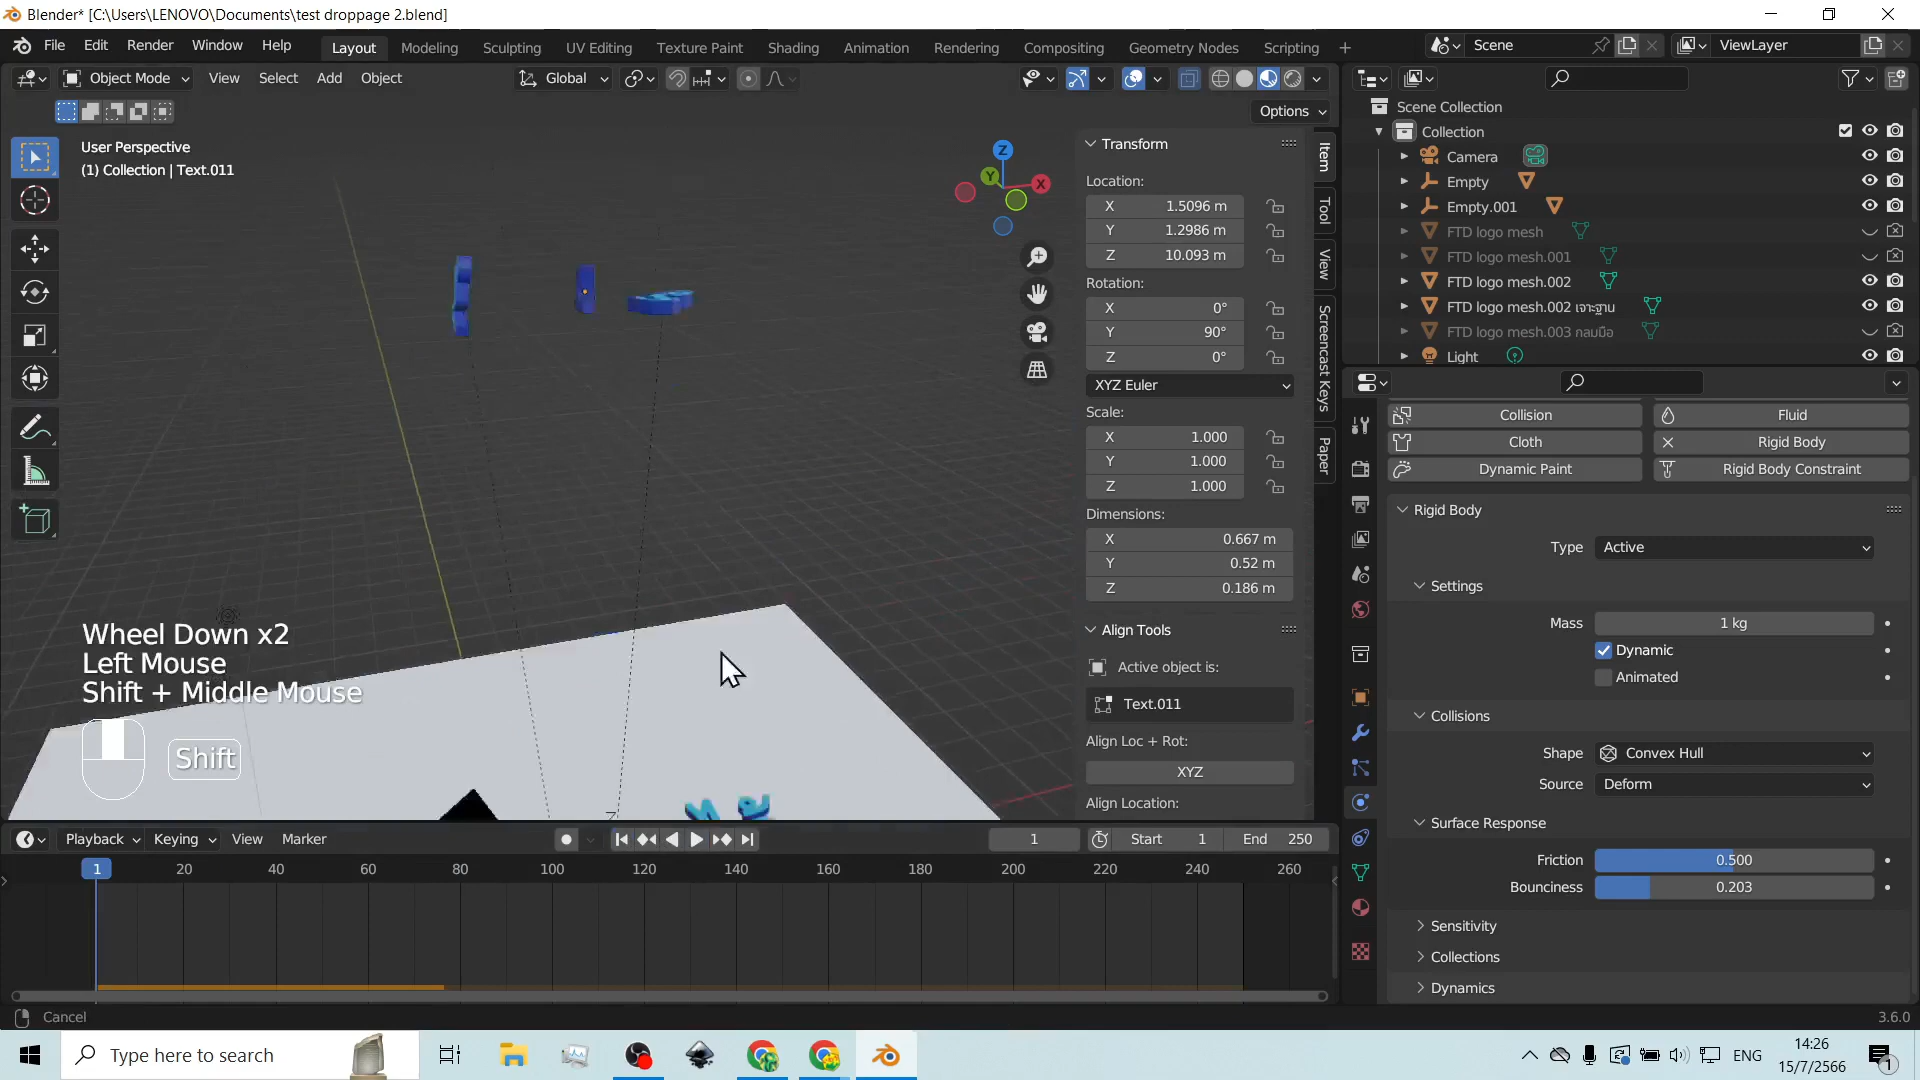 Blender* [C:\Users\LENOVO\Documents\test droppage 2.blend]
File Edit Render Window Help Layout Modeling Sculpting UV Editing Texture Paint Shading Animation Rendering Compositing Geometry Nodes Scripting + Scene ViewLayer
Object Mode View Select Add Object Global
Options
User Perspective
(1) Collection | Text.011
Z
Y
X
Transform
Location:
X 1.5096 m
Y 1.2986 m
Z 10.093 m
Rotation:
X 0°
Y 90°
Z 0°
XYZ Euler
Scale:
X 1.000
Y 1.000
Z 1.000
Dimensions:
X 0.667 m
Y 0.52 m
Z 0.186 m
Align Tools
Active object is:
Text.011
Align Loc + Rot:
XYZ
Align Location:
Item
Tool
View
Screencast Keys
Paper
Wheel Down x2
Left Mouse
Shift + Middle Mouse
Shift
Scene Collection
Collection
Camera
Empty
Empty.001
FTD logo mesh
FTD logo mesh.001
FTD logo mesh.002
FTD logo mesh.002 เจาะฐาน
FTD logo mesh.003 กลมมือ
Light
Collision Fluid
Cloth Rigid Body
Dynamic Paint Rigid Body Constraint
Rigid Body
Type Active
Settings
Mass 1 kg
Dynamic
Animated
Collisions
Shape Convex Hull
Source Deform
Surface Response
Friction 0.500
Bounciness 0.203
Sensitivity
Collections
Dynamics
Playback Keying View Marker 1 Start 1 End 250
1 20 40 60 80 100 120 140 160 180 200 220 240 260
Cancel 3.6.0
Type here to search
ENG
14:26
15/7/2566
1